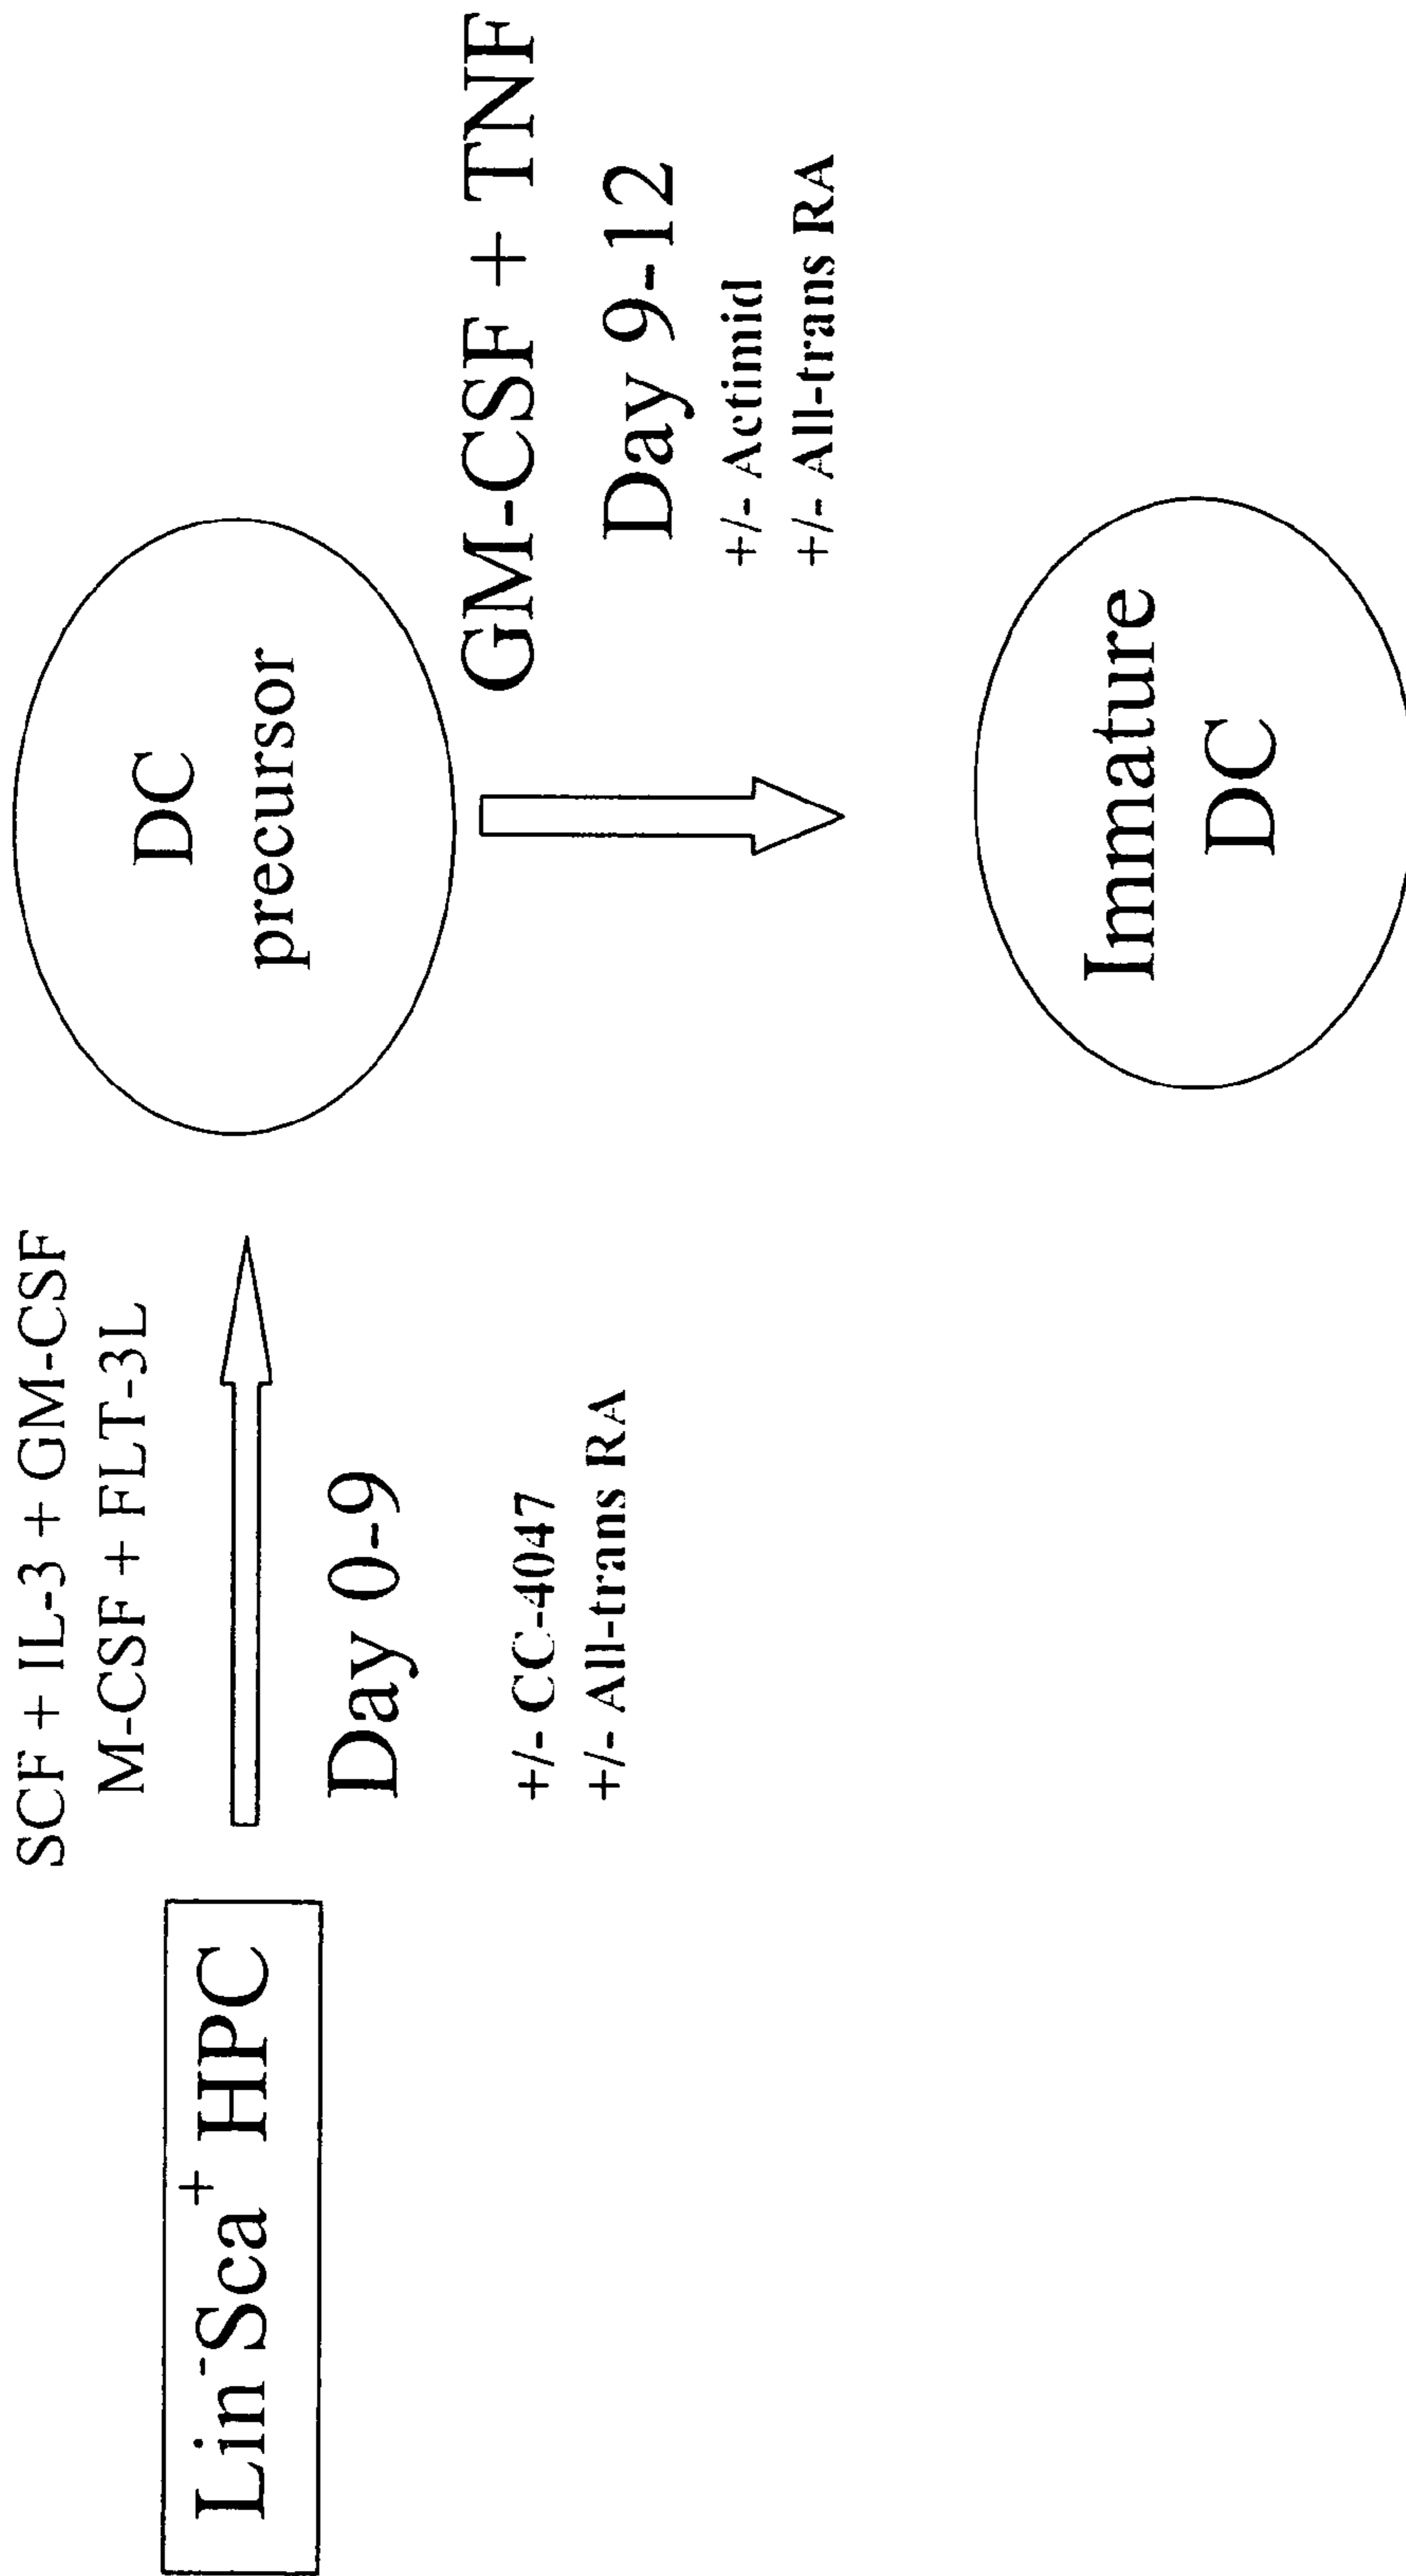 SCF + IL-3 + GM-CSF
M-CSF + FLT-3L
Lin⁻Sca⁺ HPC
Day 0-9
+/- CC-4047
+/- All-trans RA
DC
precursor
GM-CSF + TNF
Day 9-12
+/- Actimid
+/- All-trans RA
Immature
DC